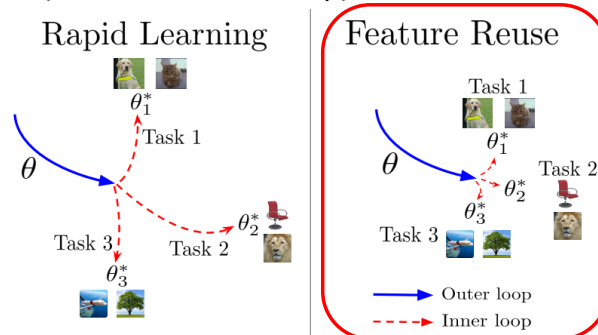 Rapid Learning
θ
θ₁*
Task 1
θ₂*
Task 2
Task 3
θ₃*
Feature Reuse
Task 1
θ
θ₁*
Task 2
θ₂*
θ₃*
Task 3
Outer loop
Inner loop